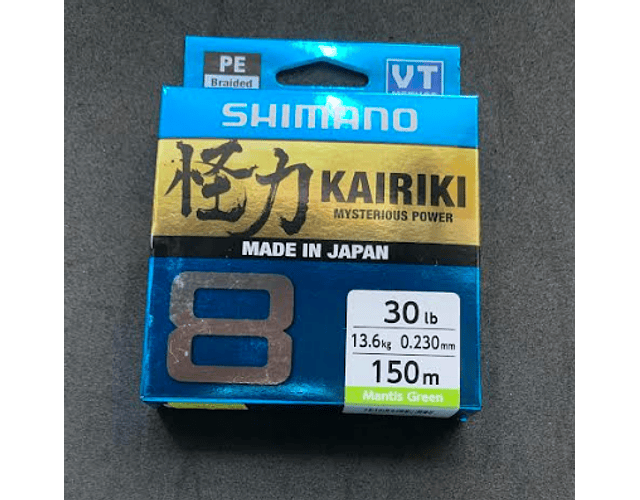 PE
Braided
VT
SHIMANO
怪力 KAIRIKI
MYSTERIOUS POWER
MADE IN JAPAN
8
30 lb
13.6kg 0.230mm
150m
Mantis Green